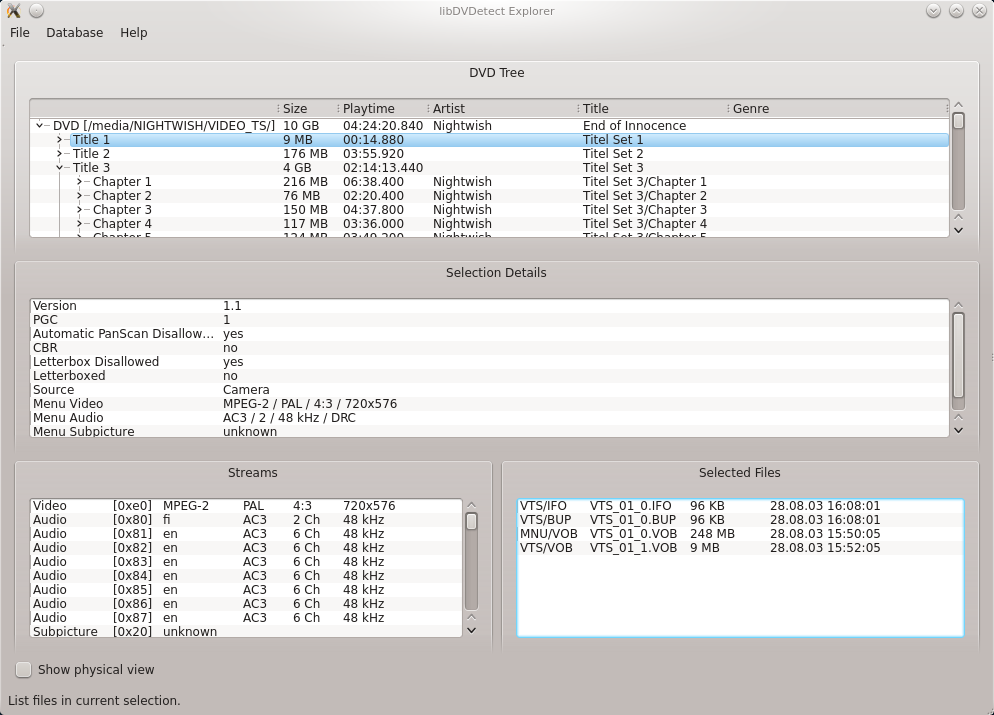 libDVDetect Explorer
File Database Help
DVD Tree
Size Playtime Artist Title Genre
DVD [/media/NIGHTWISH/VIDEO_TS/] 10 GB 04:24:20.840 Nightwish End of Innocence
Title 1 9 MB 00:14.880 Titel Set 1
Title 2 176 MB 03:55.920 Titel Set 2
Title 3 4 GB 02:14:13.440 Titel Set 3
Chapter 1 216 MB 06:38.400 Nightwish Titel Set 3/Chapter 1
Chapter 2 76 MB 02:20.400 Nightwish Titel Set 3/Chapter 2
Chapter 3 150 MB 04:37.800 Nightwish Titel Set 3/Chapter 3
Chapter 4 117 MB 03:36.000 Nightwish Titel Set 3/Chapter 4
Chapter 5 124 MB 03:49.200 Nightwish Titel Set 3/Chapter 5
Selection Details
Version 1.1
PGC 1
Automatic PanScan Disallow... yes
CBR no
Letterbox Disallowed yes
Letterboxed no
Source Camera
Menu Video MPEG-2 / PAL / 4:3 / 720x576
Menu Audio AC3 / 2 / 48 kHz / DRC
Menu Subpicture unknown
Streams
Video [0xe0] MPEG-2 PAL 4:3 720x576
Audio [0x80] fi AC3 2 Ch 48 kHz
Audio [0x81] en AC3 6 Ch 48 kHz
Audio [0x82] en AC3 6 Ch 48 kHz
Audio [0x83] en AC3 6 Ch 48 kHz
Audio [0x84] en AC3 6 Ch 48 kHz
Audio [0x85] en AC3 6 Ch 48 kHz
Audio [0x86] en AC3 6 Ch 48 kHz
Audio [0x87] en AC3 6 Ch 48 kHz
Subpicture [0x20] unknown
Selected Files
VTS/IFO VTS_01_0.IFO 96 KB 28.08.03 16:08:01
VTS/BUP VTS_01_0.BUP 96 KB 28.08.03 16:08:01
MNU/VOB VTS_01_0.VOB 248 MB 28.08.03 15:50:05
VTS/VOB VTS_01_1.VOB 9 MB 28.08.03 15:52:05
Show physical view
List files in current selection.